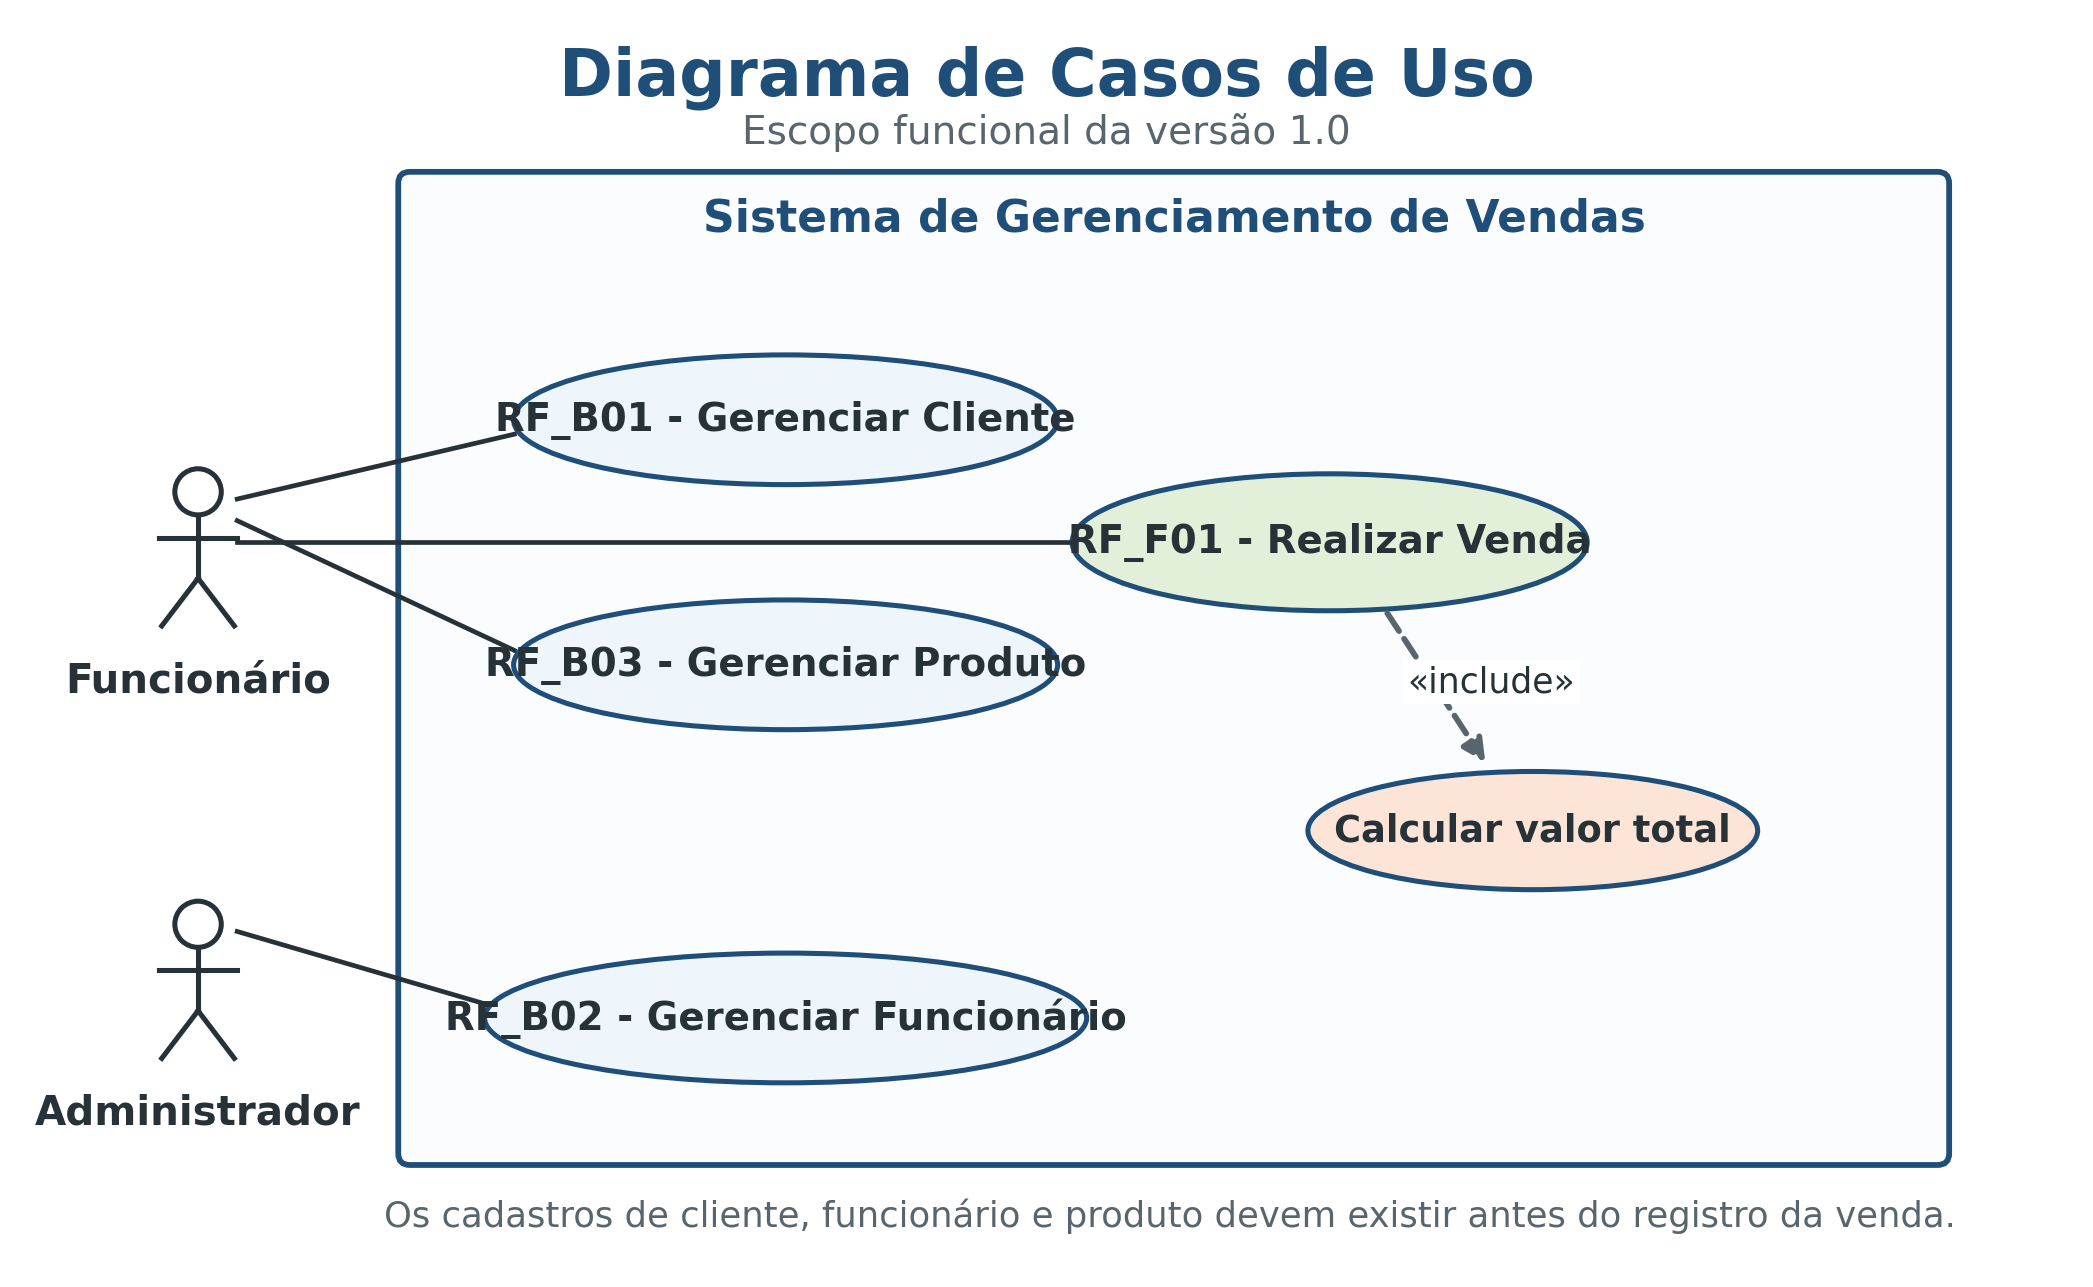 Diagrama de Casos de Uso
Escopo funcional da versão 1.0
Sistema de Gerenciamento de Vendas
RF_B01 - Gerenciar Cliente
RF_F01 - Realizar Venda
RF_B03 - Gerenciar Produto
Funcionário
«include»
Calcular valor total
RF_B02 - Gerenciar Funcionário
Administrador
Os cadastros de cliente, funcionário e produto devem existir antes do registro da venda.